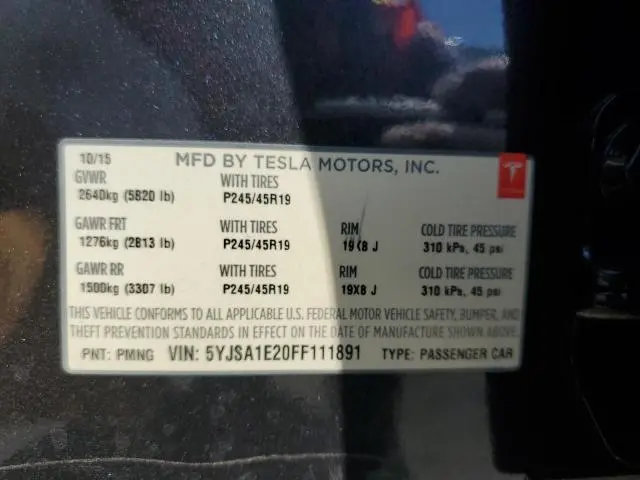 10/15 MFD BY TESLA MOTORS, INC.
GVWR WITH TIRES
2640kg (5820 lb) P245/45R19
GAWR FRT WITH TIRES RIM COLD TIRE PRESSURE
1276kg (2813 lb) P245/45R19 19X8 J 310 kPa, 45 psi
GAWR RR WITH TIRES RIM COLD TIRE PRESSURE
1500kg (3307 lb) P245/45R19 19X8 J 310 kPa, 45 psi
THIS VEHICLE CONFORMS TO ALL APPLICABLE U.S. FEDERAL MOTOR VEHICLE SAFETY, BUMPER, AND
THEFT PREVENTION STANDARDS IN EFFECT ON THE DATE OF MANUFACTURE SHOWN ABOVE.
PNT: PMNG VIN: 5YJSA1E20FF111891 TYPE: PASSENGER CAR